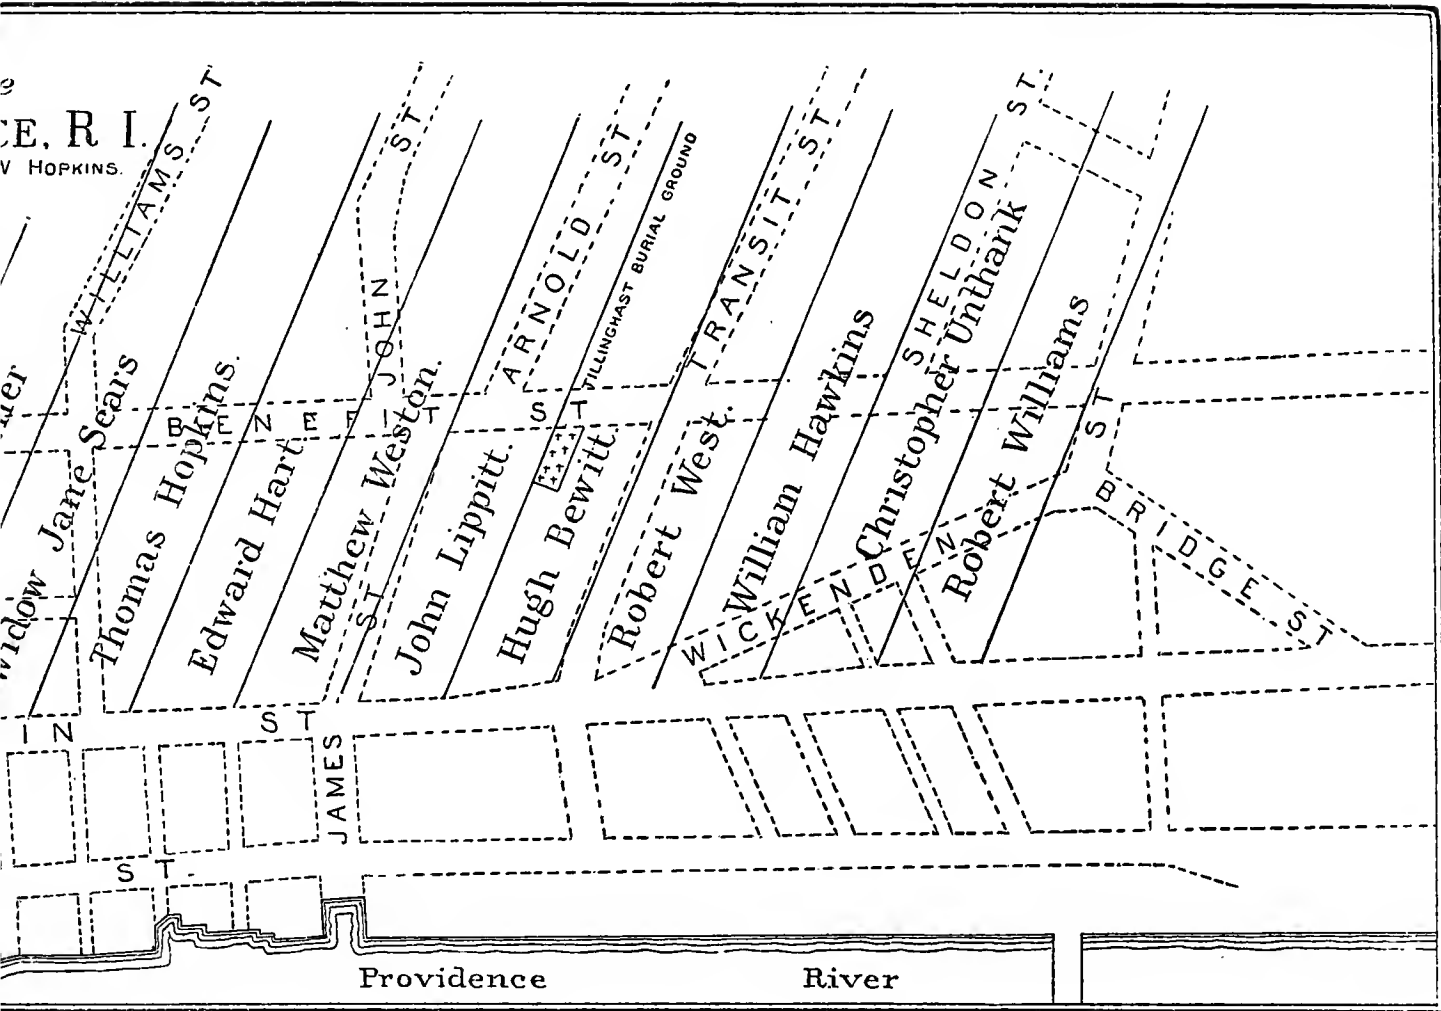 CE, R I.
HOPKINS.
WILLIAMS ST
JOHN ST
ARNOLD ST
TILLINGHAST BURIAL GROUND
TRANSIT ST
SHELDON ST.
BENEFIT ST
Widow Jane Sears
Thomas Hopkins.
Edward Hart.
Matthew Weston.
John Lippitt.
Hugh Bewitt.
Robert West.
William Hawkins
Christopher Unthank
Robert Williams
WICKENDEN ST
BRIDGE ST
ST
IN ST
JAMES
ST.
Providence River